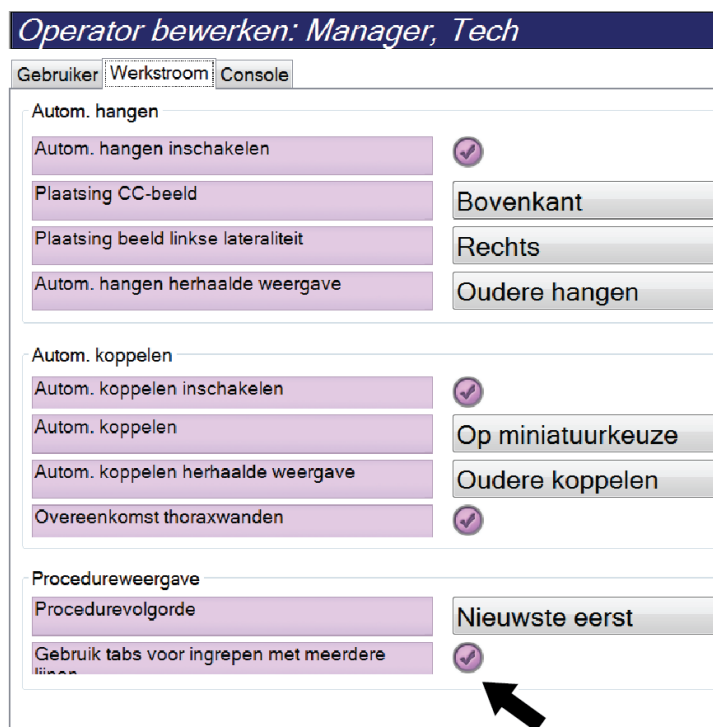 Operator bewerken: Manager, Tech
Gebruiker Werkstroom Console
Autom. hangen
Autom. hangen inschakelen
Plaatsing CC-beeld Bovenkant
Plaatsing beeld linkse lateraliteit Rechts
Autom. hangen herhaalde weergave Oudere hangen
Autom. koppelen
Autom. koppelen inschakelen
Autom. koppelen Op miniatuurkeuze
Autom. koppelen herhaalde weergave Oudere koppelen
Overeenkomst thoraxwanden
Procedureweergave
Procedurevolgorde Nieuwste eerst
Gebruik tabs voor ingrepen met meerdere